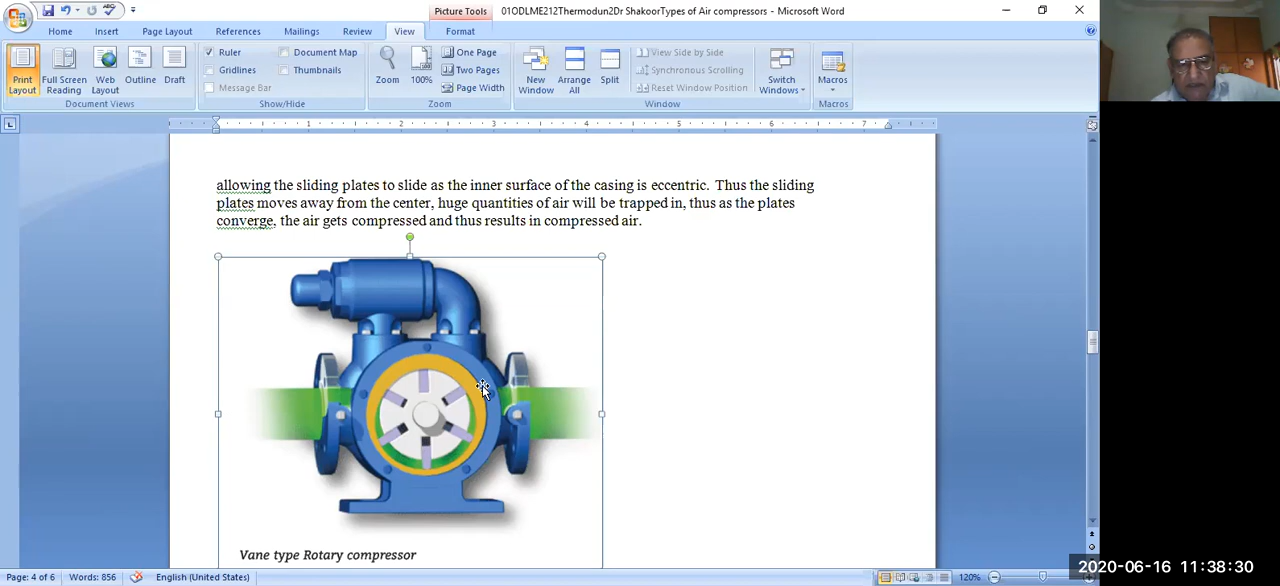 Picture Tools
01ODLME212Thermodun2Dr ShakoorTypes of Air compressors - Microsoft Word
Home Insert Page Layout References Mailings Review View Format
Print Layout
Full Screen Reading
Web Layout
Outline
Draft
Document Views
Ruler
Gridlines
Message Bar
Document Map
Thumbnails
Show/Hide
Zoom
100%
One Page
Two Pages
Page Width
Zoom
New Window
Arrange All
Split
View Side by Side
Synchronous Scrolling
Reset Window Position
Switch Windows
Window
Macros
Macros
1 2 3 4 5 6 7
allowing the sliding plates to slide as the inner surface of the casing is eccentric. Thus the sliding
plates moves away from the center, huge quantities of air will be trapped in, thus as the plates
converge, the air gets compressed and thus results in compressed air.
Vane type Rotary compressor
Page: 4 of 6 Words: 856 English (United States) 120%
2020-06-16 11:38:30